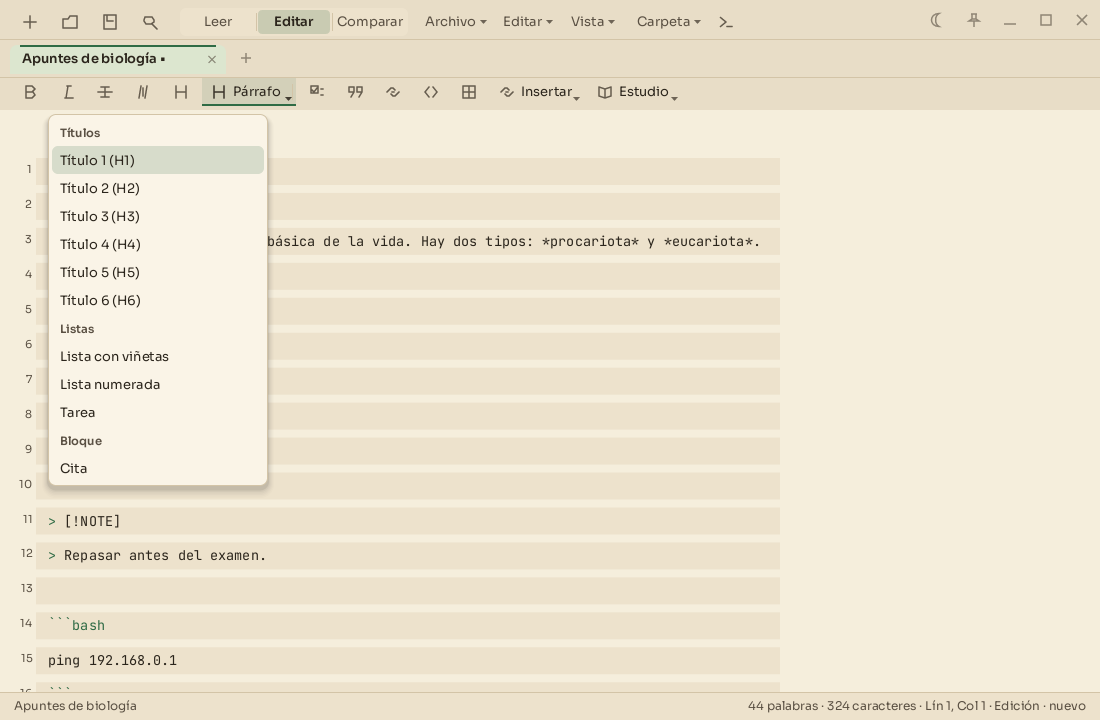 Leer Editar Comparar Archivo Editar Vista Carpeta
Apuntes de biología •
Párrafo Insertar Estudio
Títulos
Título 1 (H1)
Título 2 (H2)
Título 3 (H3)
Título 4 (H4)
Título 5 (H5)
Título 6 (H6)
Listas
Lista con viñetas
Lista numerada
Tarea
Bloque
Cita
1
2
3 básica de la vida. Hay dos tipos: *procariota* y *eucariota*.
4
5
6
7
8
9
10
11 > [!NOTE]
12 > Repasar antes del examen.
13
14 ```bash
15 ping 192.168.0.1
16 ```
Apuntes de biología 44 palabras · 324 caracteres · Lín 1, Col 1 · Edición · nuevo